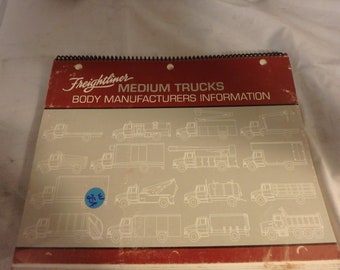 Freightliner
MEDIUM TRUCKS
BODY MANUFACTURERS INFORMATION